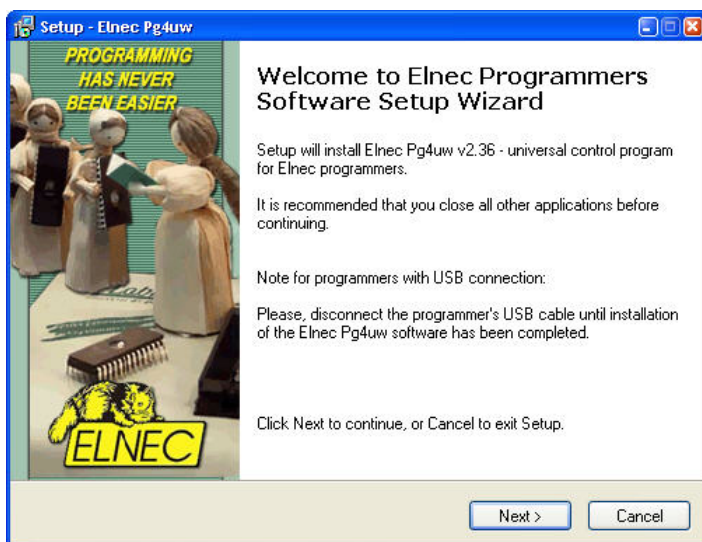 Setup - Elnec Pg4uw
PROGRAMMING
HAS NEVER
BEEN EASIER
Welcome to Elnec Programmers
Software Setup Wizard
Setup will install Elnec Pg4uw v2.36 - universal control program
for Elnec programmers.
It is recommended that you close all other applications before
continuing.
Note for programmers with USB connection:
Please, disconnect the programmer's USB cable until installation
of the Elnec Pg4uw software has been completed.
Click Next to continue, or Cancel to exit Setup.
ELNEC
Next >
Cancel